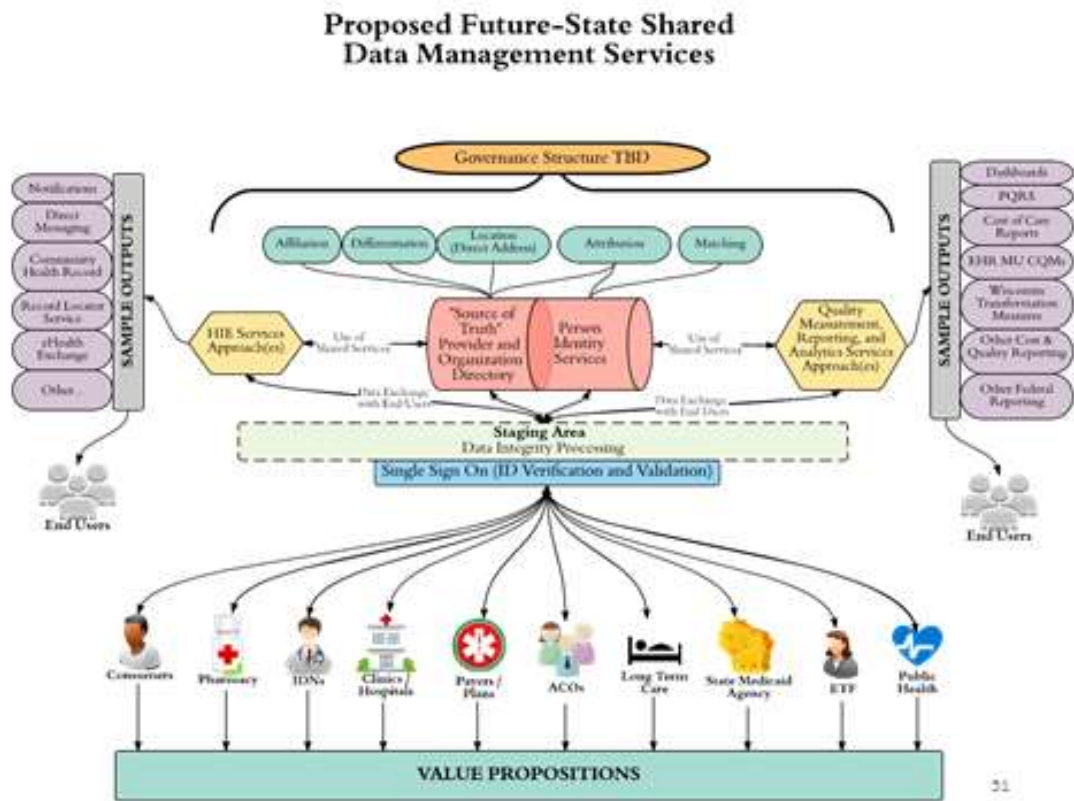 Proposed Future-State Shared
Data Management Services
Governance Structure TBD
Notifications
Direct
Messaging
Community
Health Record
Record Locator
Service
eHealth
Exchange
Other
SAMPLE OUTPUTS
End Users
Affiliation
Differentiation
Location
(Direct Address)
Attribution
Matching
HIE Services
Approach(es)
Use of
Shared Services
"Source of
Truth"
Provider and
Organization
Directory
Person
Identity
Services
Use of
Shared Services
Quality
Measurement,
Reporting, and
Analytics Services
Approach(es)
Data Exchange
with End Users
Data Exchange
with End Users
SAMPLE OUTPUTS
Dashboards
PQRS
Cost of Care
Reports
EHR MU CQMs
Wisconsin
Transformation
Measures
Other Cost &
Quality Reporting
Other Federal
Reporting
End Users
Staging Area
Data Integrity Processing
Single Sign On (ID Verification and Validation)
Consumers
Pharmacy
IDNs
Clinics /
Hospitals
Payers /
Plans
ACOs
Long Term
Care
State Medicaid
Agency
ETF
Public
Health
VALUE PROPOSITIONS